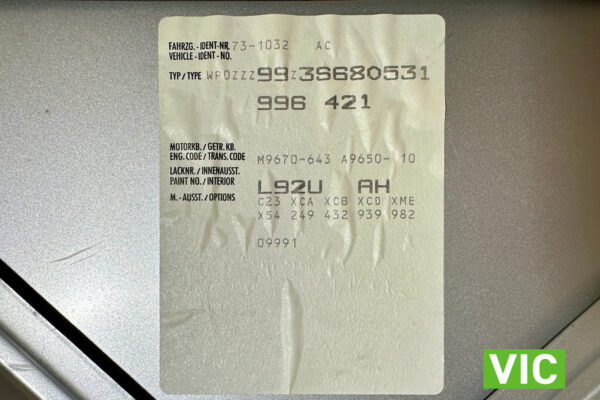 FAHRZG. - IDENT-NR. 73-1032 AC
VEHICLE - IDENT - NO.
TYP / TYPE WP0ZZZ99Z3S680531
996 421
MOTORKB. / GETR. KB.
ENG. CODE / TRANS. CODE M9670-643 A9650- 10
LACKNR. / INNENAUSST.
PAINT NO. / INTERIOR L92U AH
M. - AUSST. / OPTIONS C23 XCA XCB XCD XME
X54 249 432 939 982
09991
VIC